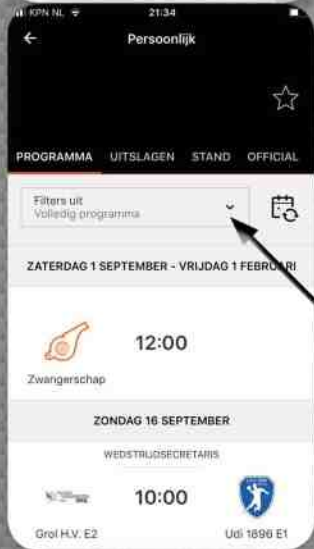 KPN NL
21:34
Persoonlijk
PROGRAMMA UITSLAGEN STAND OFFICIAL
Filters uit
Volledig programma
ZATERDAG 1 SEPTEMBER - VRIJDAG 1 FEBRUARI
12:00
Zwangerschap
ZONDAG 16 SEPTEMBER
WEDSTRIJDSECRETARIS
10:00
Grol H.V. E2 Udi 1896 E1